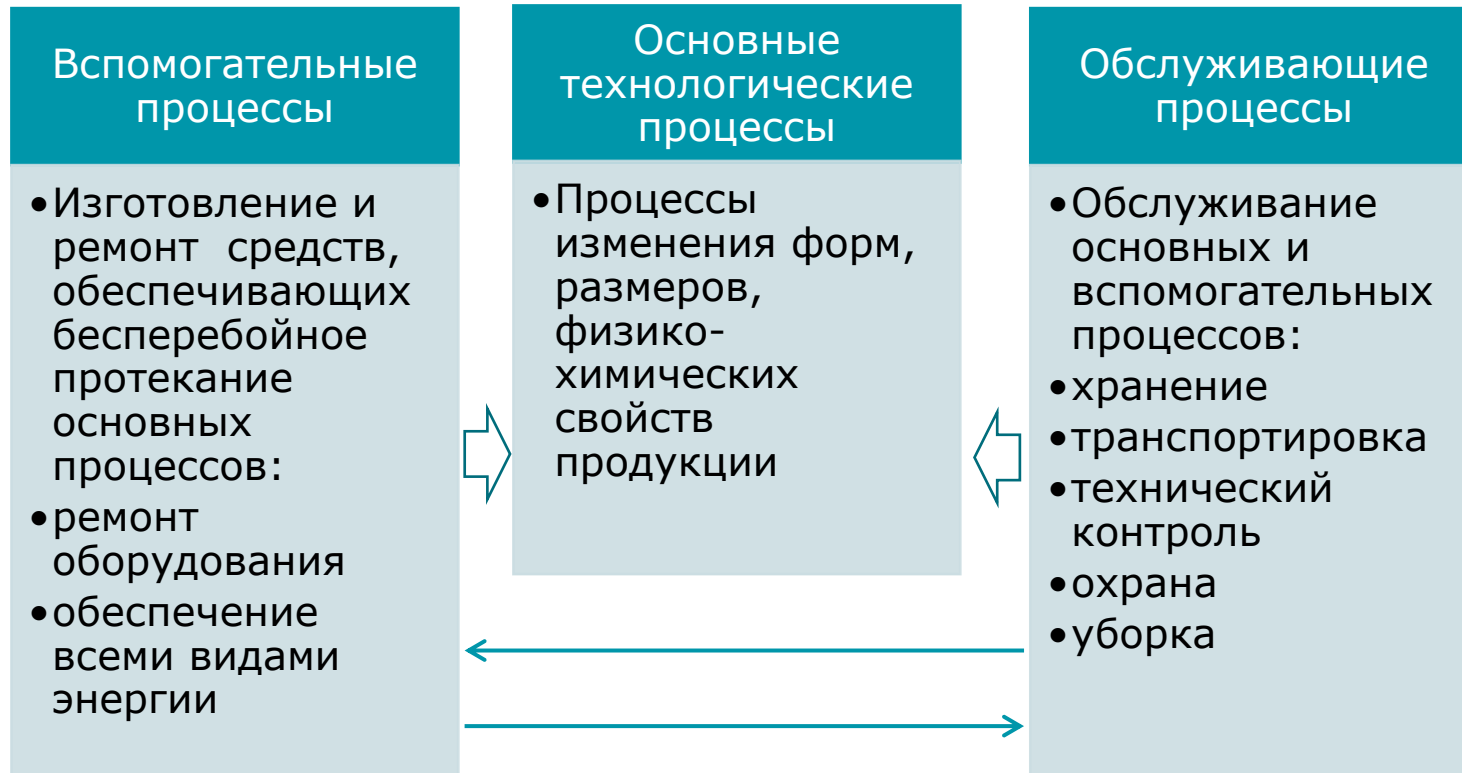 Вспомогательные
процессы
•Изготовление и
ремонт  средств,
обеспечивающих
бесперебойное
протекание
основных
процессов:
•ремонт
оборудования
•обеспечение
всеми видами
энергии
Основные
технологические
процессы
•Процессы
изменения форм,
размеров,
физико-
химических
свойств
продукции
Обслуживающие
процессы
•Обслуживание
основных и
вспомогательных
процессов:
•хранение
•транспортировка
•технический
контроль
•охрана
•уборка